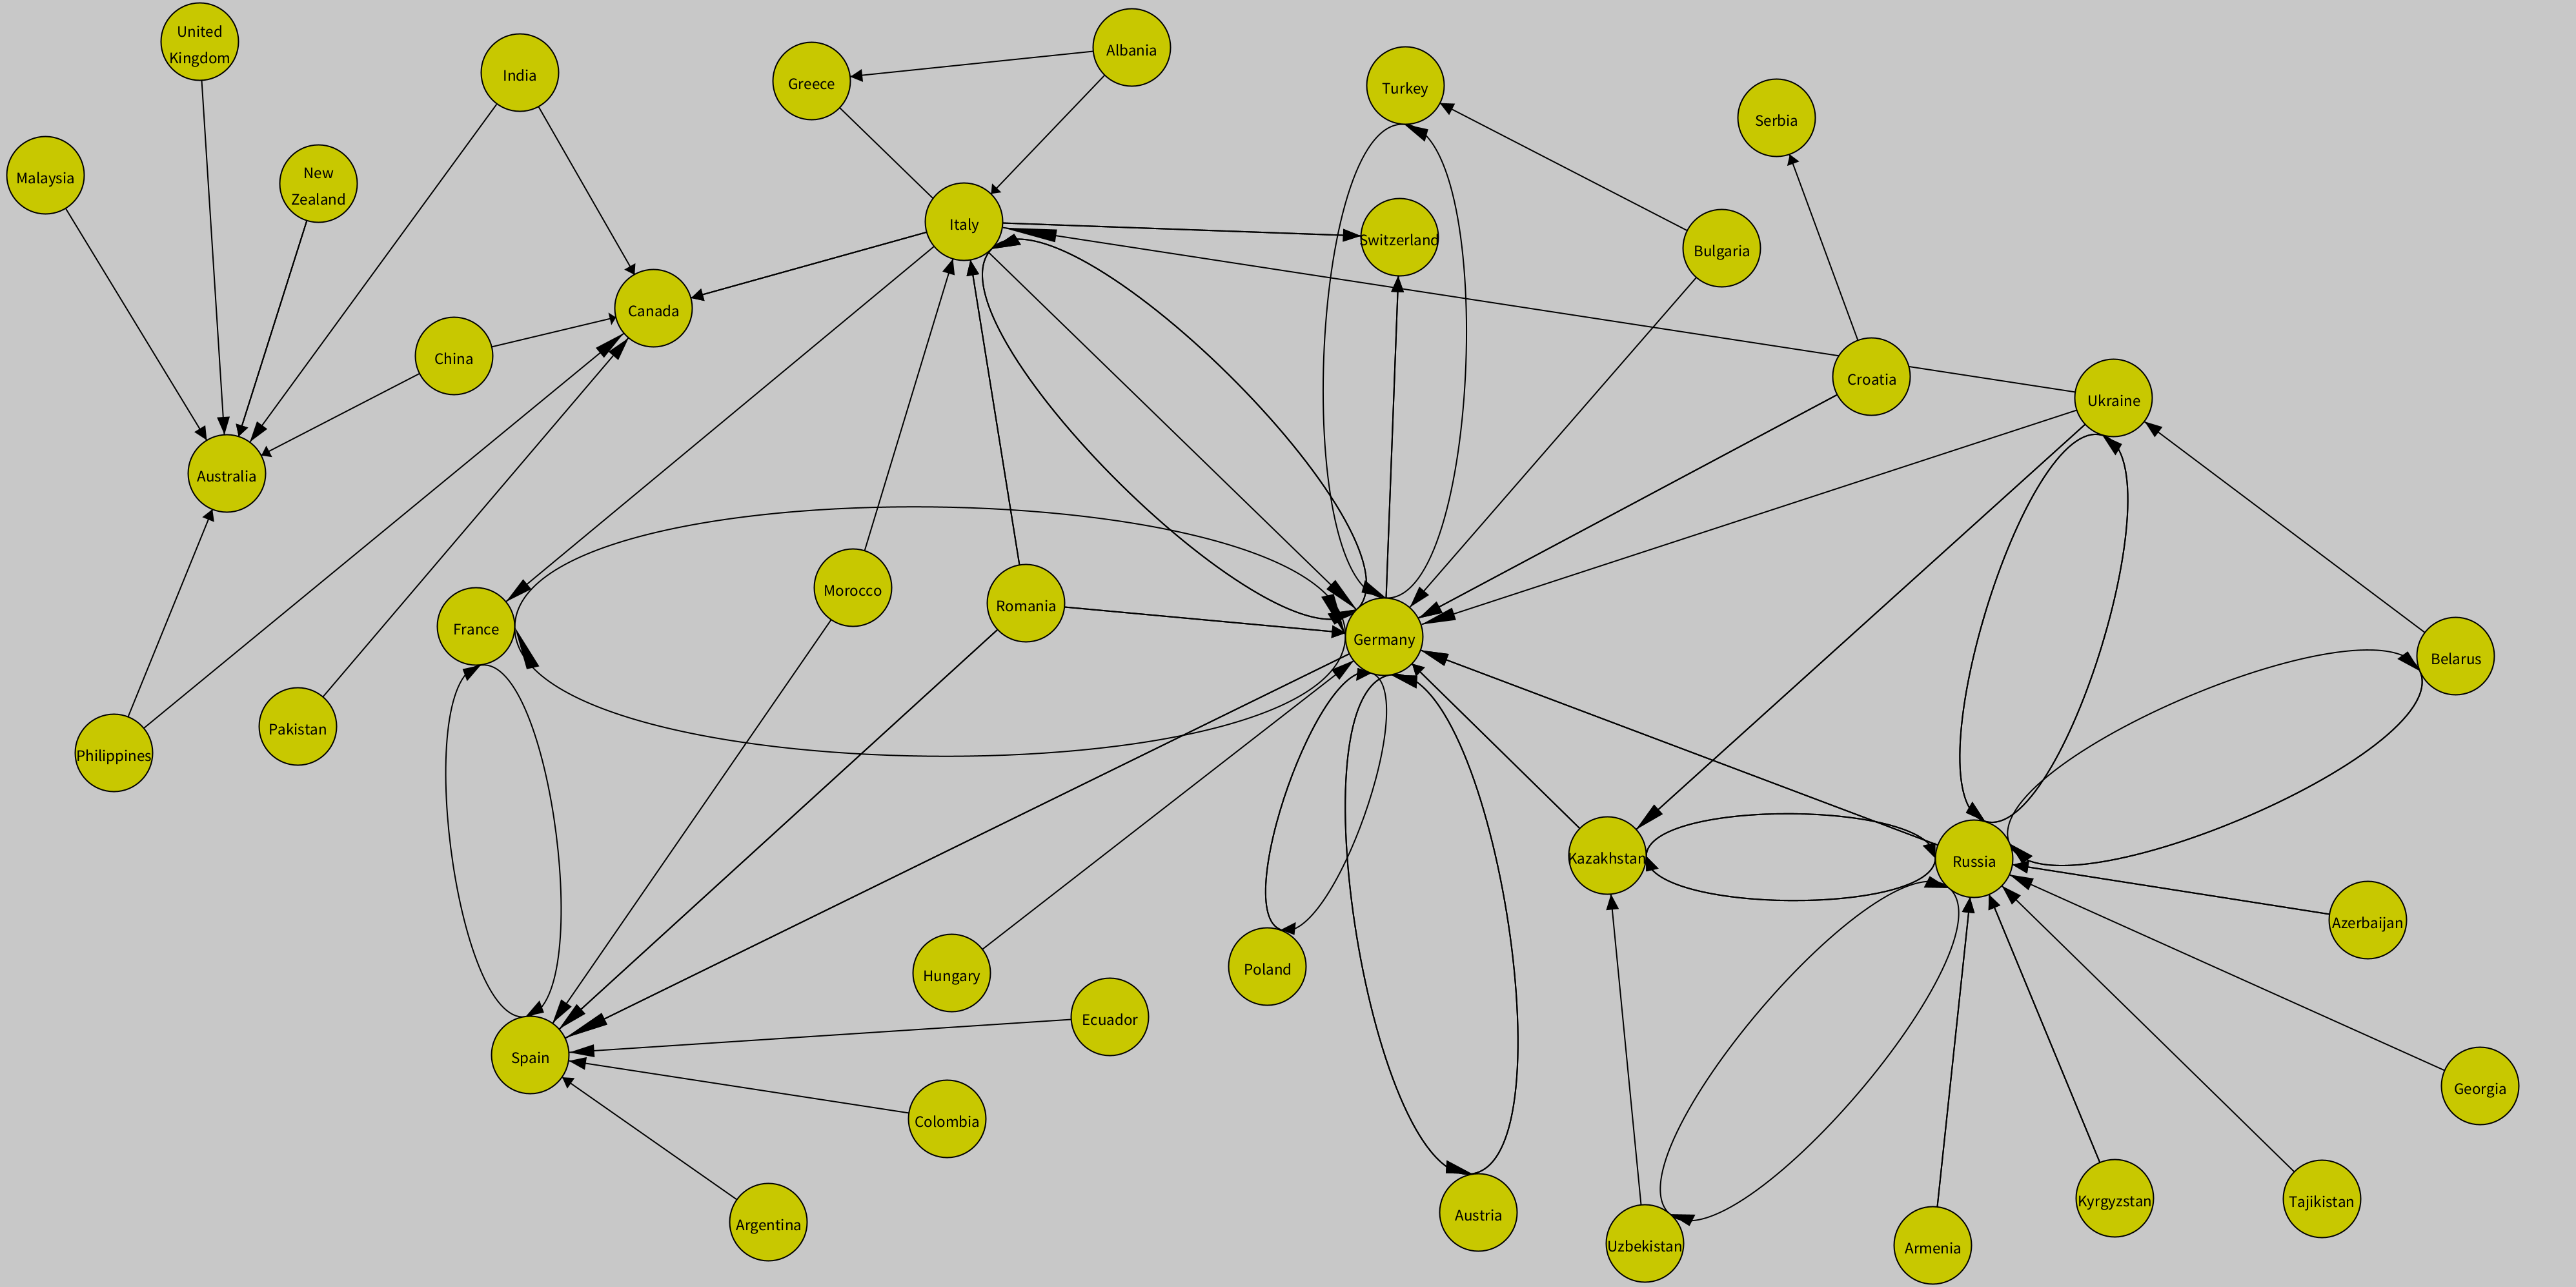 United
Kingdom
India
Greece
Albania
Turkey
Serbia
Malaysia
New
Zealand
Italy
Switzerland
Bulgaria
Canada
China
Croatia
Ukraine
Australia
France
Morocco
Romania
Germany
Belarus
Philippines
Pakistan
Kazakhstan
Russia
Azerbaijan
Hungary
Poland
Spain
Ecuador
Colombia
Georgia
Argentina
Austria
Uzbekistan
Armenia
Kyrgyzstan
Tajikistan